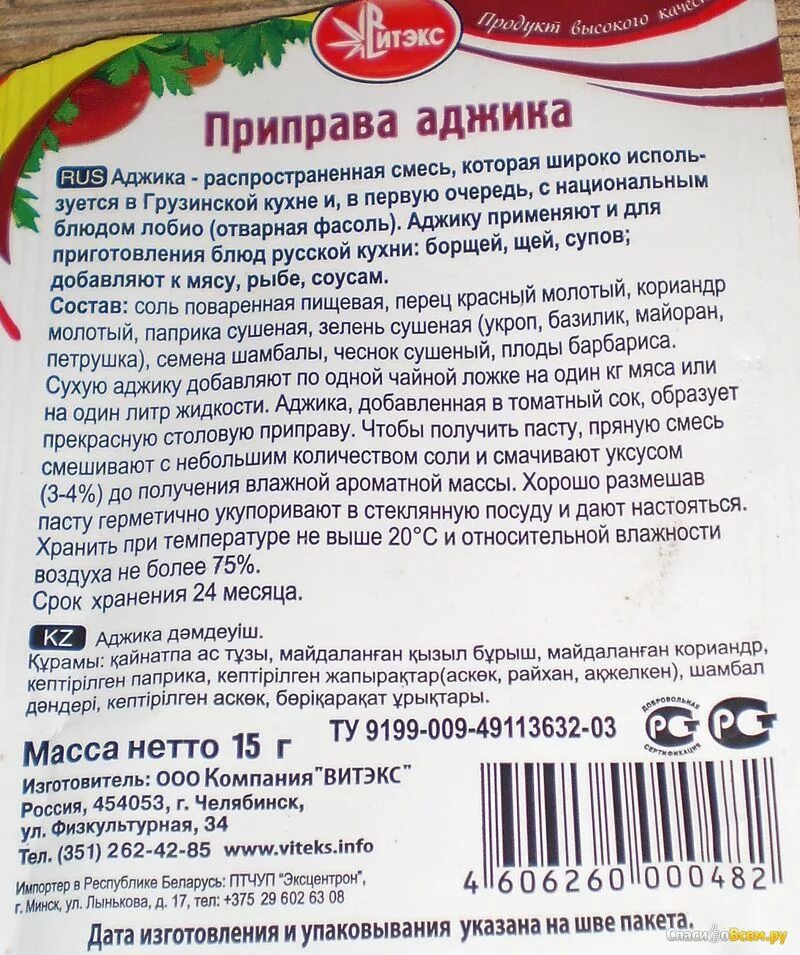 ВИТЭКС
Продукт высокого качес
Приправа аджика
RUS Аджика - распространенная смесь, которая широко исполь-
зуется в Грузинской кухне и, в первую очередь, с национальным
блюдом лобио (отварная фасоль). Аджику применяют и для
приготовления блюд русской кухни: борщей, щей, супов;
добавляют к мясу, рыбе, соусам.
Состав: соль поваренная пищевая, перец красный молотый, кориандр
молотый, паприка сушеная, зелень сушеная (укроп, базилик, майоран,
петрушка), семена шамбалы, чеснок сушеный, плоды барбариса.
Сухую аджику добавляют по одной чайной ложке на один кг мяса или
на один литр жидкости. Аджика, добавленная в томатный сок, образует
прекрасную столовую приправу. Чтобы получить пасту, пряную смесь
смешивают с небольшим количеством соли и смачивают уксусом
(3-4%) до получения влажной ароматной массы. Хорошо размешав
пасту герметично укупоривают в стеклянную посуду и дают настояться.
Хранить при температуре не выше 20°С и относительной влажности
воздуха не более 75%.
Срок хранения 24 месяца.
KZ Аджика дәмдеуіш.
Құрамы: қайнатпа ас тұзы, майдаланған қызыл бұрыш, майдаланған кориандр,
кептірілген паприка, кептірілген жапырақтар(аскөк, райхан, ақжелкен), шамбал
дәндері, кептірілген аскөк, бөріқарақат ұрықтары.
ТУ 9199-009-49113632-03
ДОБРОВОЛЬНАЯ
СЕРТИФИКАЦИЯ
Масса нетто 15 г
Изготовитель: ООО Компания "ВИТЭКС"
Россия, 454053, г. Челябинск,
ул. Физкультурная, 34
Тел. (351) 262-42-85 www.viteks.info
Импортер в Республике Беларусь: ПТЧУП "Эксцентрон",
г. Минск, ул. Лынькова, д. 17, тел: +375 29 602 63 08
4 606260 000482
Дата изготовления и упаковывания указана на шве пакета.
СпасибоВсем.ру